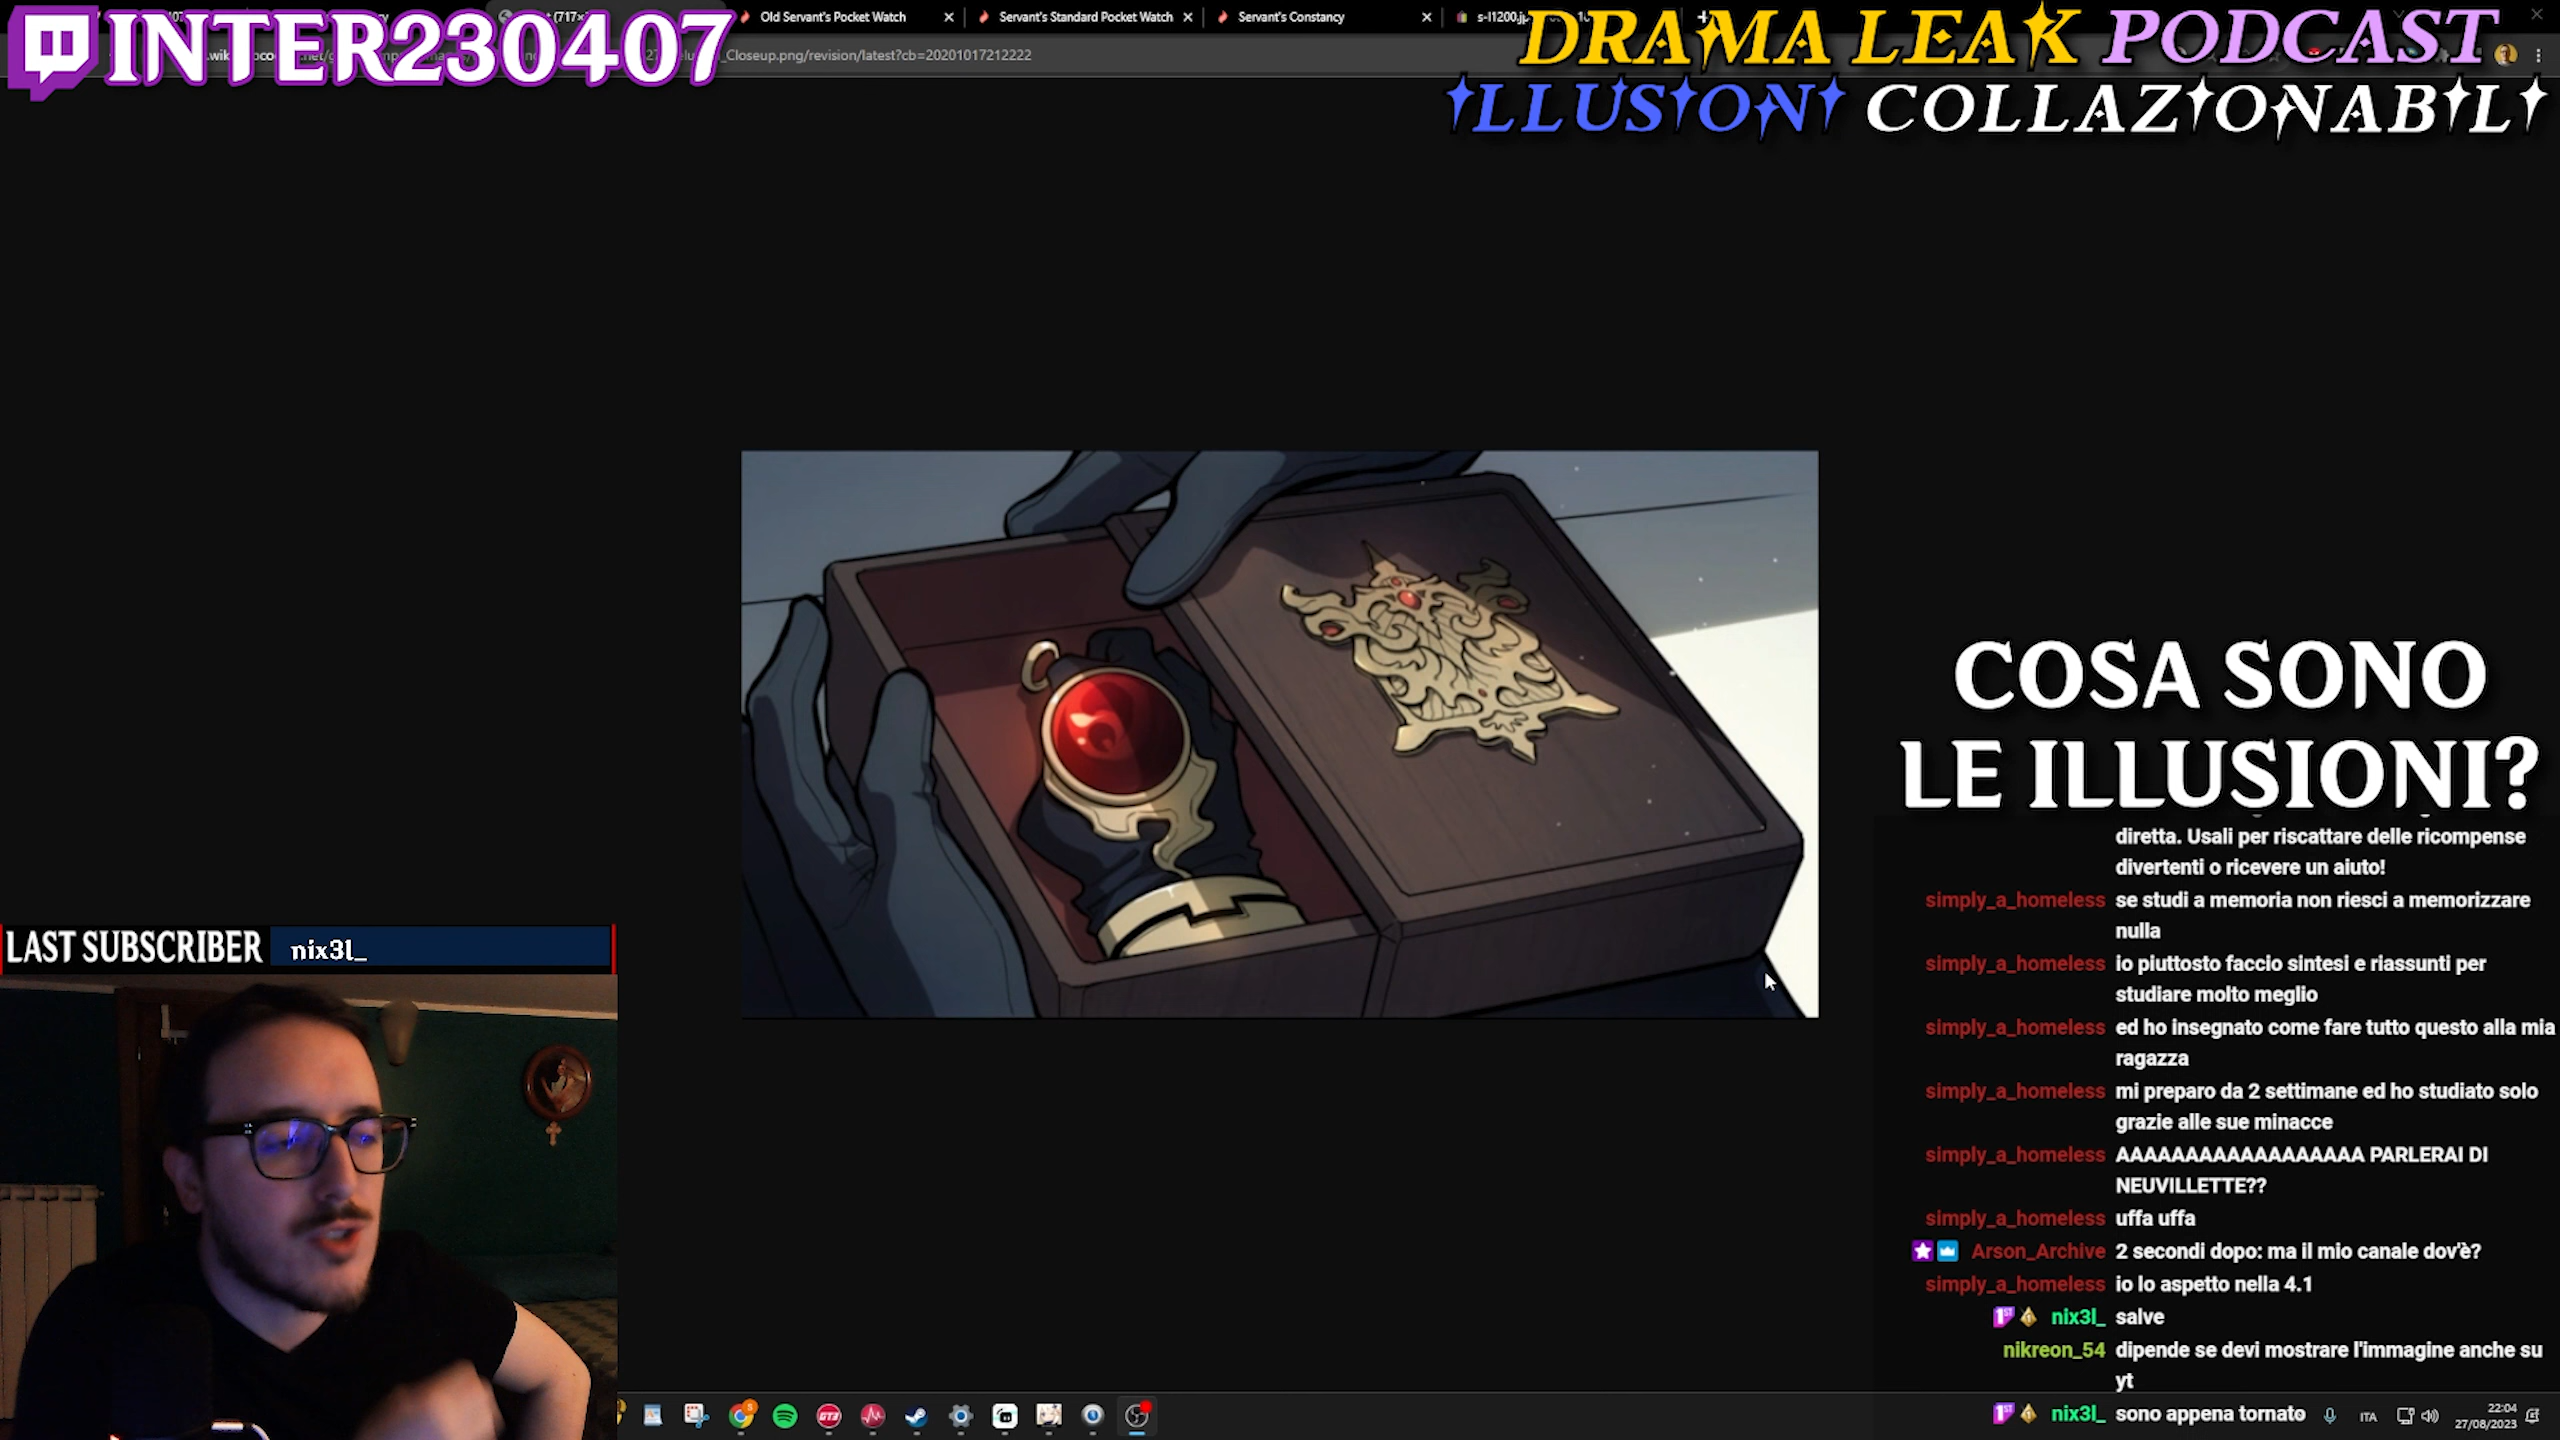 INTER230407
Old Servant's Pocket Watch
Servant's Standard Pocket Watch
Servant's Constancy
DRAMA LEAK PODCAST
_Closeup.png/revision/latest?cb=20201017212222
ILLUSIONI COLLAZIONABILI
COSA SONO
LE ILLUSIONI?
diretta. Usali per riscattare delle ricompense
divertenti o ricevere un aiuto!
simply_a_homeless se studi a memoria non riesci a memorizzare
nulla
simply_a_homeless io piuttosto faccio sintesi e riassunti per
studiare molto meglio
simply_a_homeless ed ho insegnato come fare tutto questo alla mia
ragazza
simply_a_homeless mi preparo da 2 settimane ed ho studiato solo
grazie alle sue minacce
simply_a_homeless AAAAAAAAAAAAAAAAAA PARLERAI DI
NEUVILLETTE??
simply_a_homeless uffa uffa
Arson_Archive 2 secondi dopo: ma il mio canale dov'è?
simply_a_homeless io lo aspetto nella 4.1
nix3l_ salve
nikreon_54 dipende se devi mostrare l'immagine anche su
yt
nix3l_ sono appena tornato
LAST SUBSCRIBER nix3l_
ITA
22:04
27/08/2023